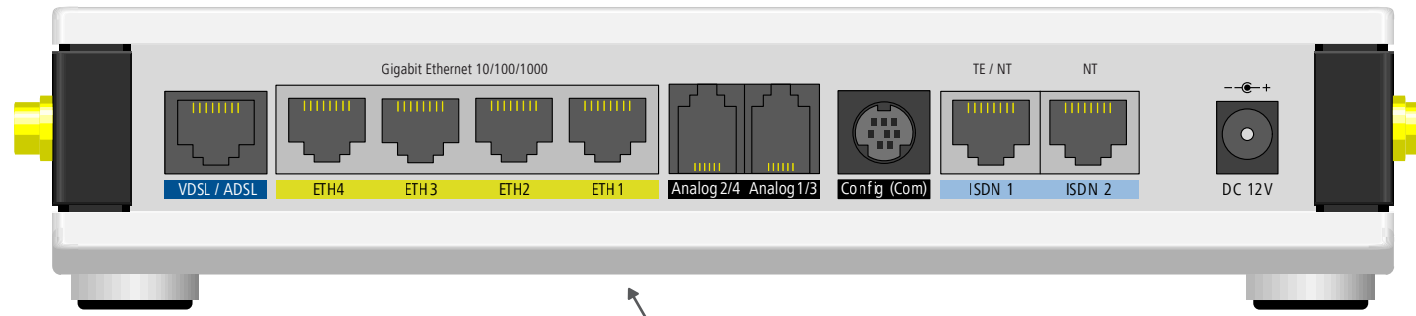 Gigabit Ethernet 10/100/1000
TE / NT
NT
VDSL / ADSL
ETH4
ETH3
ETH2
ETH1
Analog 2/4
Analog 1/3
Config (Com)
ISDN 1
ISDN 2
DC 12V